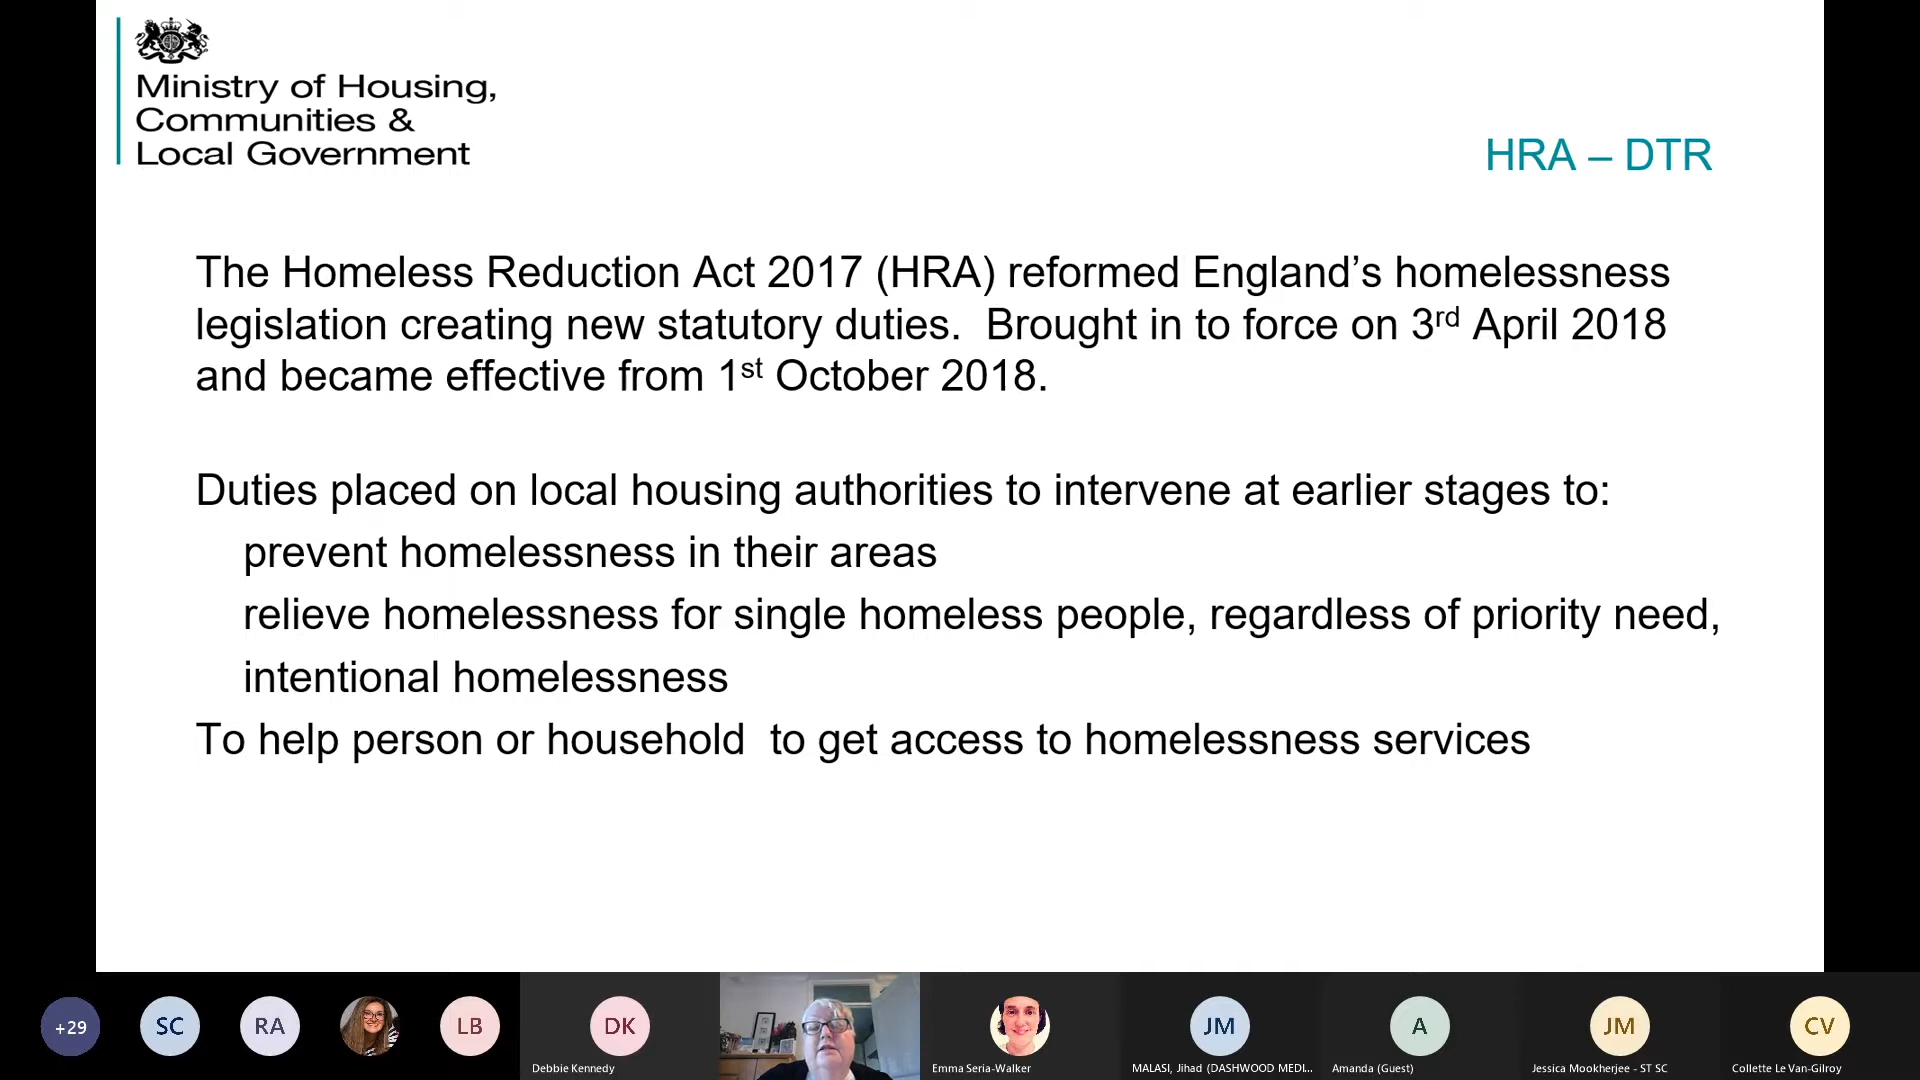 Ministry of Housing,
Communities &
Local Government
HRA – DTR
The Homeless Reduction Act 2017 (HRA) reformed England’s homelessness
legislation creating new statutory duties.  Brought in to force on 3rd April 2018
and became effective from 1st October 2018.
Duties placed on local housing authorities to intervene at earlier stages to:
prevent homelessness in their areas
relieve homelessness for single homeless people, regardless of priority need,
intentional homelessness
To help person or household  to get access to homelessness services
+29
SC
RA
LB
DK
JM
A
JM
CV
Debbie Kennedy
Emma Seria-Walker
MALASI, Jihad (DASHWOOD MEDI...
Amanda (Guest)
Jessica Mookherjee - ST SC
Collette Le Van-Gilroy